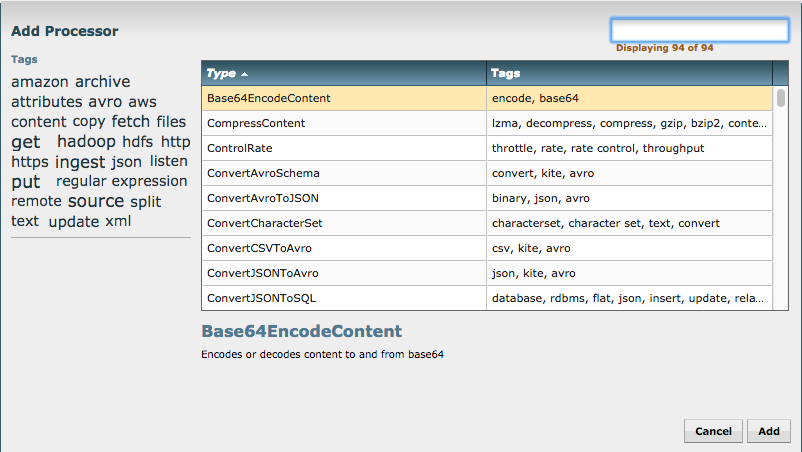 Add Processor
Displaying 94 of 94
Tags
amazon archive
attributes avro aws
content copy fetch files
get hadoop hdfs http
https ingest json listen
put regular expression
remote source split
text update xml
Type Tags
Base64EncodeContent encode, base64
CompressContent lzma, decompress, compress, gzip, bzip2, conte...
ControlRate throttle, rate, rate control, throughput
ConvertAvroSchema convert, kite, avro
ConvertAvroToJSON binary, json, avro
ConvertCharacterSet characterset, character set, text, convert
ConvertCSVToAvro csv, kite, avro
ConvertJSONToAvro json, kite, avro
ConvertJSONToSQL database, rdbms, flat, json, insert, update, rela...
Base64EncodeContent
Encodes or decodes content to and from base64
Cancel Add